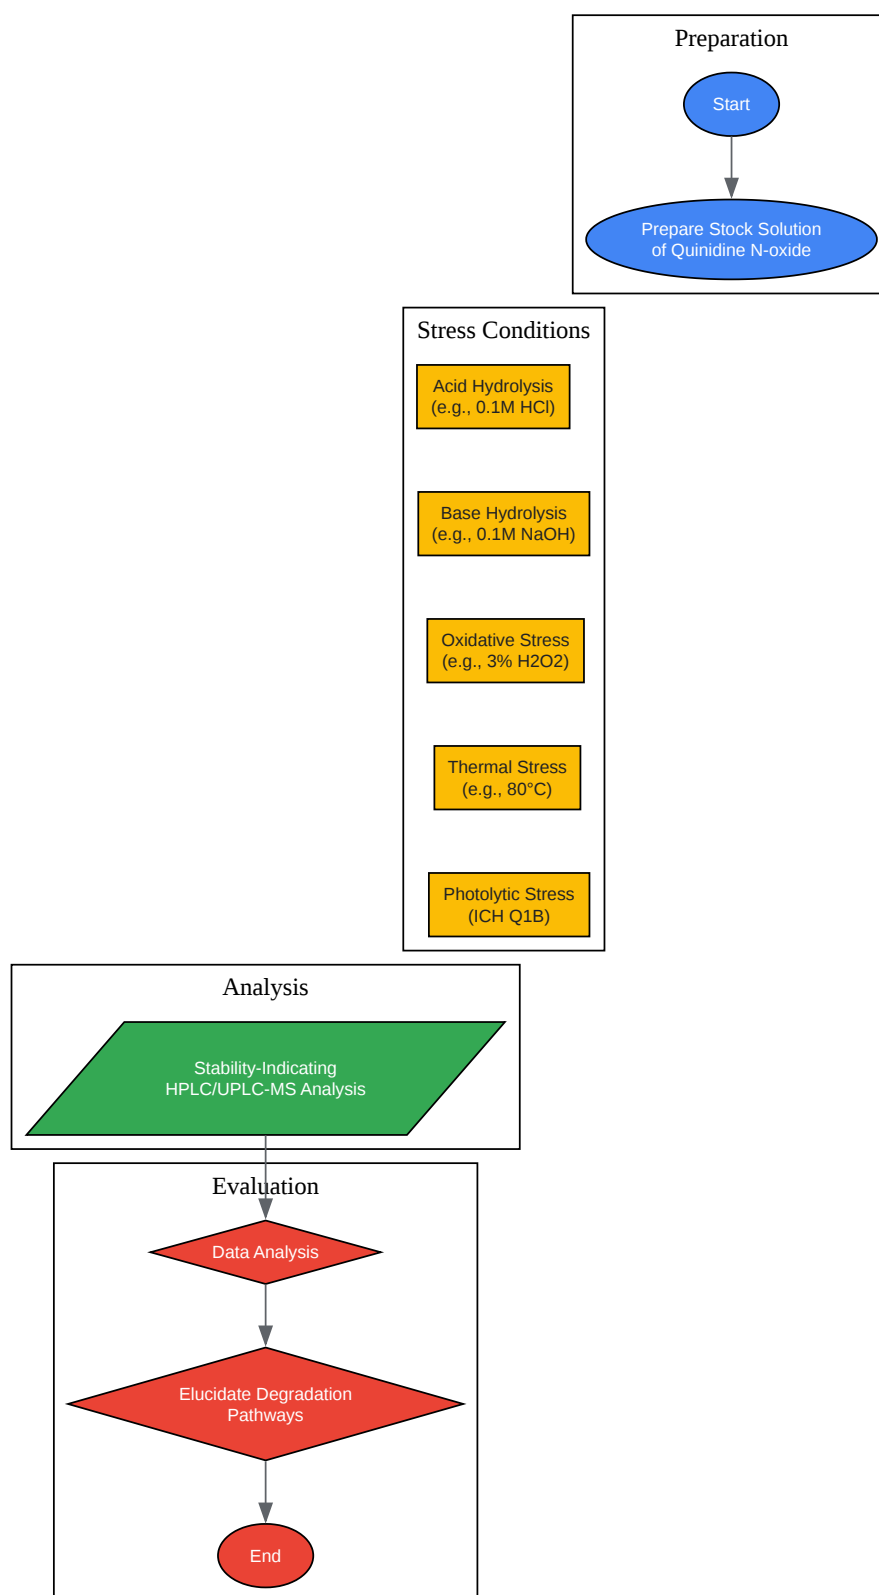 Preparation
Start
Prepare Stock Solution
of Quinidine N-oxide
Stress Conditions
Acid Hydrolysis
(e.g., 0.1M HCl)
Base Hydrolysis
(e.g., 0.1M NaOH)
Oxidative Stress
(e.g., 3% H2O2)
Thermal Stress
(e.g., 80°C)
Photolytic Stress
(ICH Q1B)
Analysis
Stability-Indicating
HPLC/UPLC-MS Analysis
Evaluation
Data Analysis
Elucidate Degradation
Pathways
End